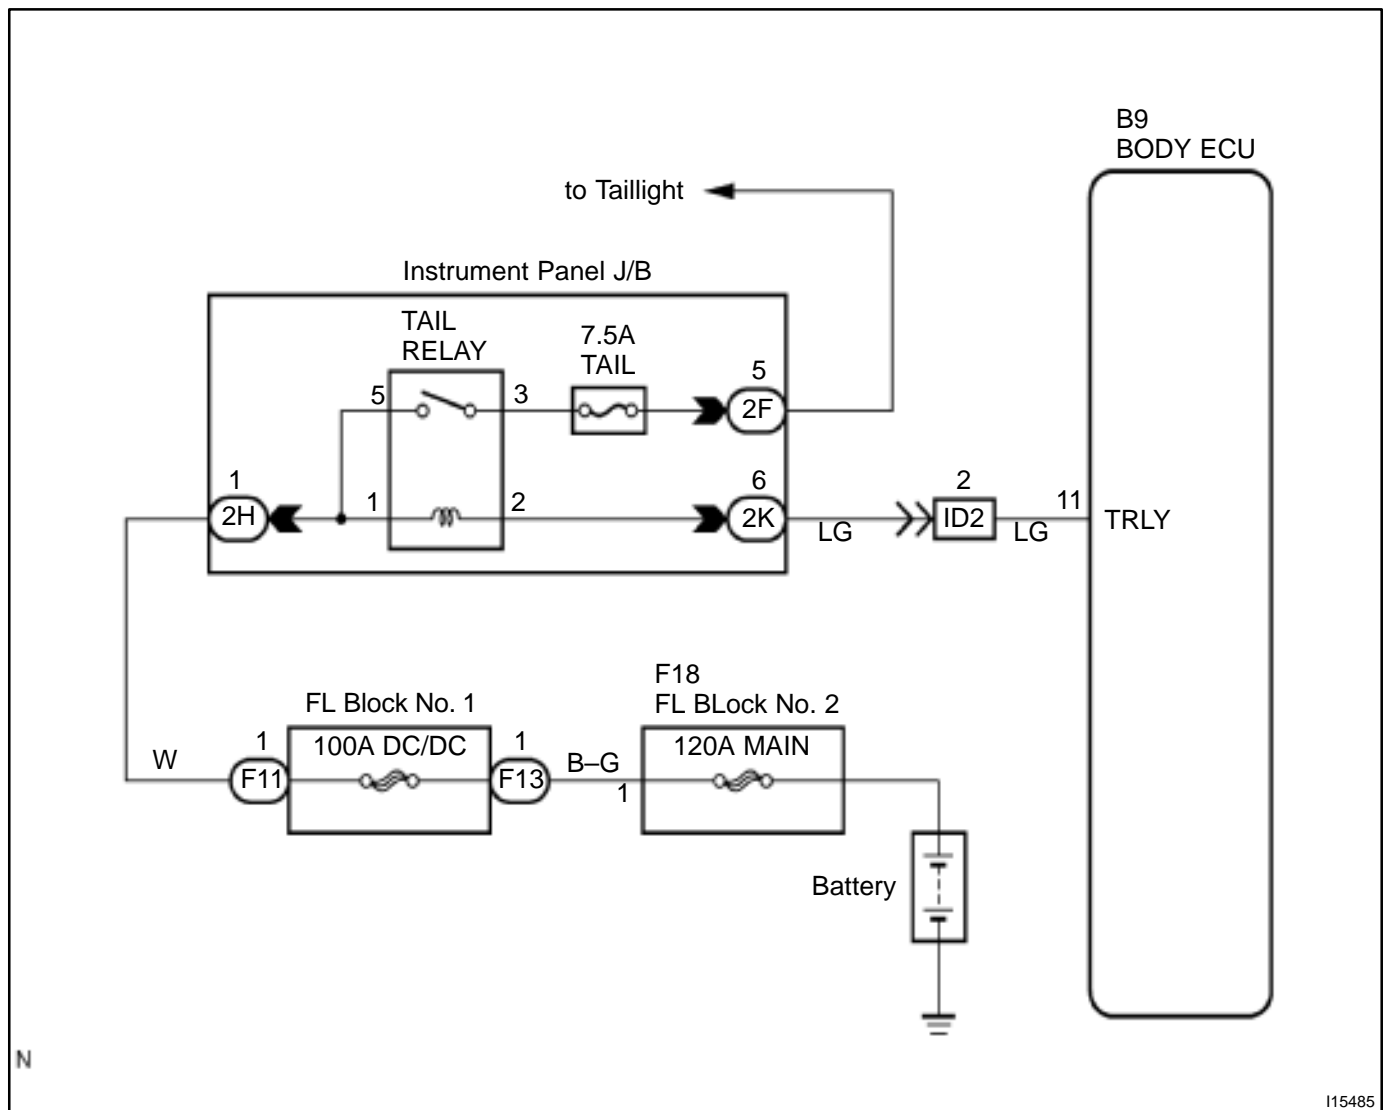 B9
BODY ECU
to Taillight
Instrument Panel J/B
TAIL
RELAY
7.5A
TAIL
5
3
5
2F
1
2H
1
2
6
2K
LG
2
ID2
LG
11
TRLY
F18
FL BLock No. 2
FL Block No. 1
W
1
F11
100A DC/DC
1
F13
B–G
1
120A MAIN
Battery
N
I15485